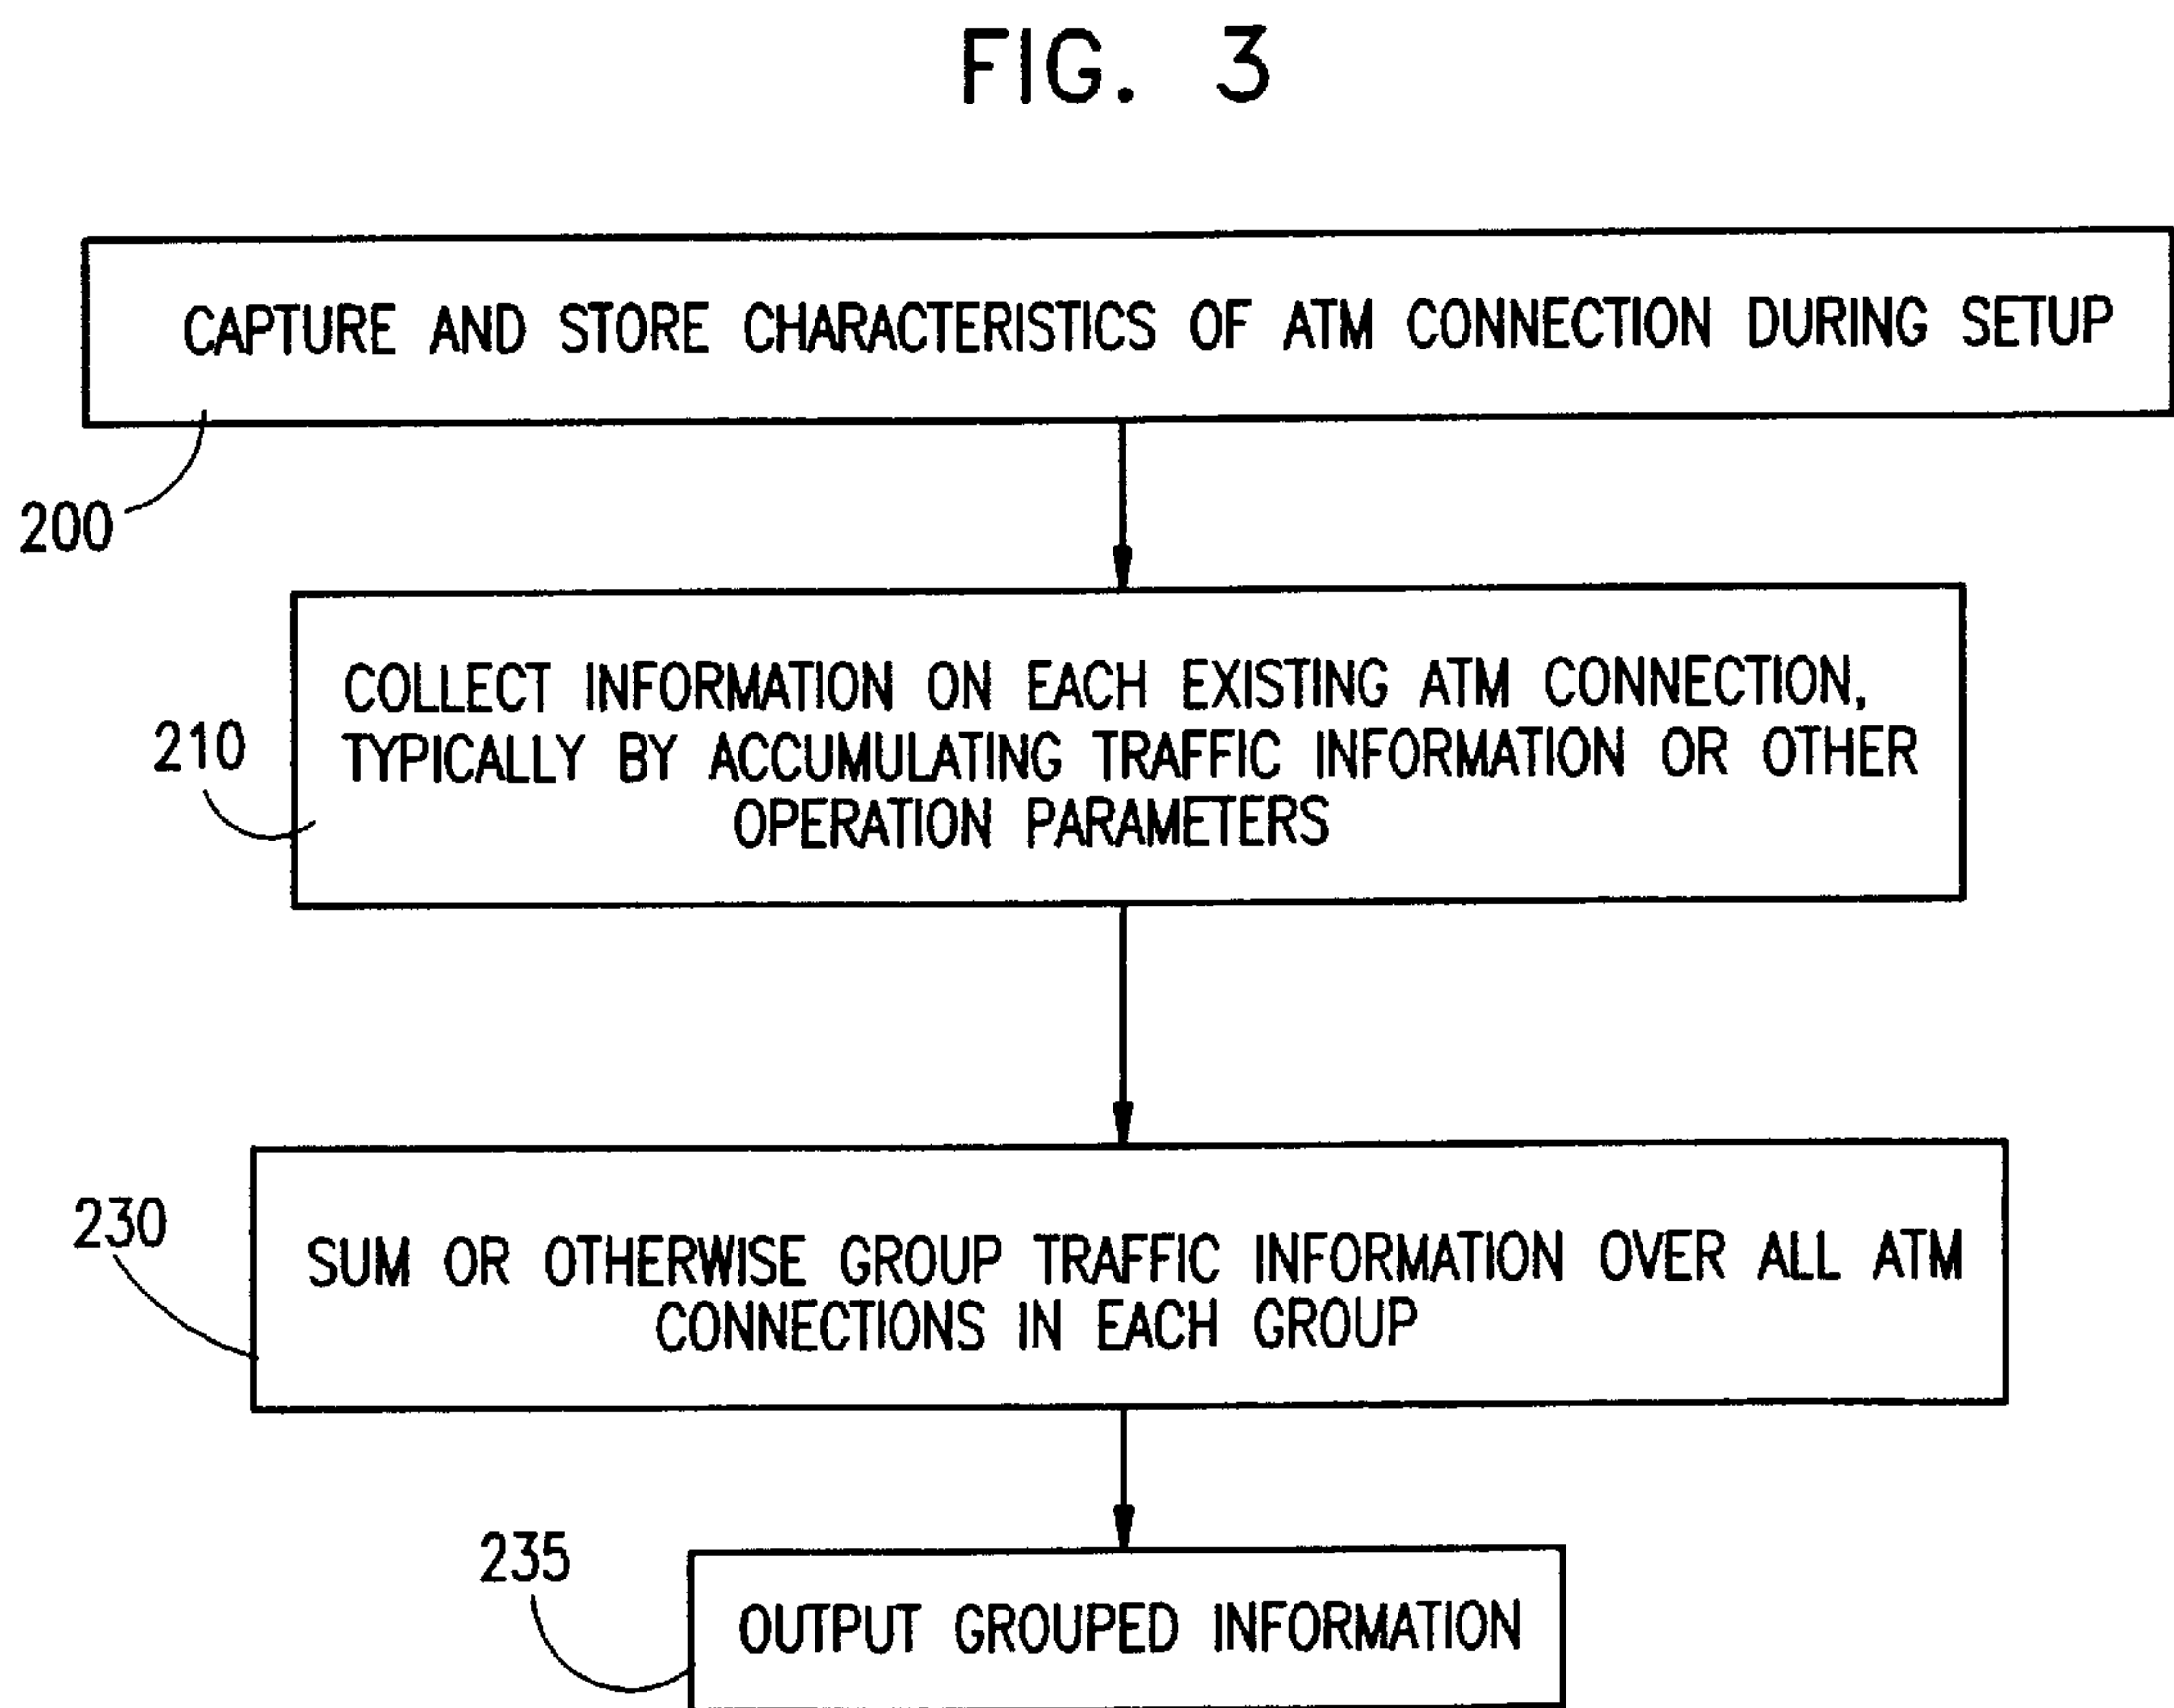 FIG. 3
CAPTURE AND STORE CHARACTERISTICS OF ATM CONNECTION DURING SETUP
200
COLLECT INFORMATION ON EACH EXISTING ATM CONNECTION,
TYPICALLY BY ACCUMULATING TRAFFIC INFORMATION OR OTHER
OPERATION PARAMETERS
210
SUM OR OTHERWISE GROUP TRAFFIC INFORMATION OVER ALL ATM
CONNECTIONS IN EACH GROUP
230
OUTPUT GROUPED INFORMATION
235